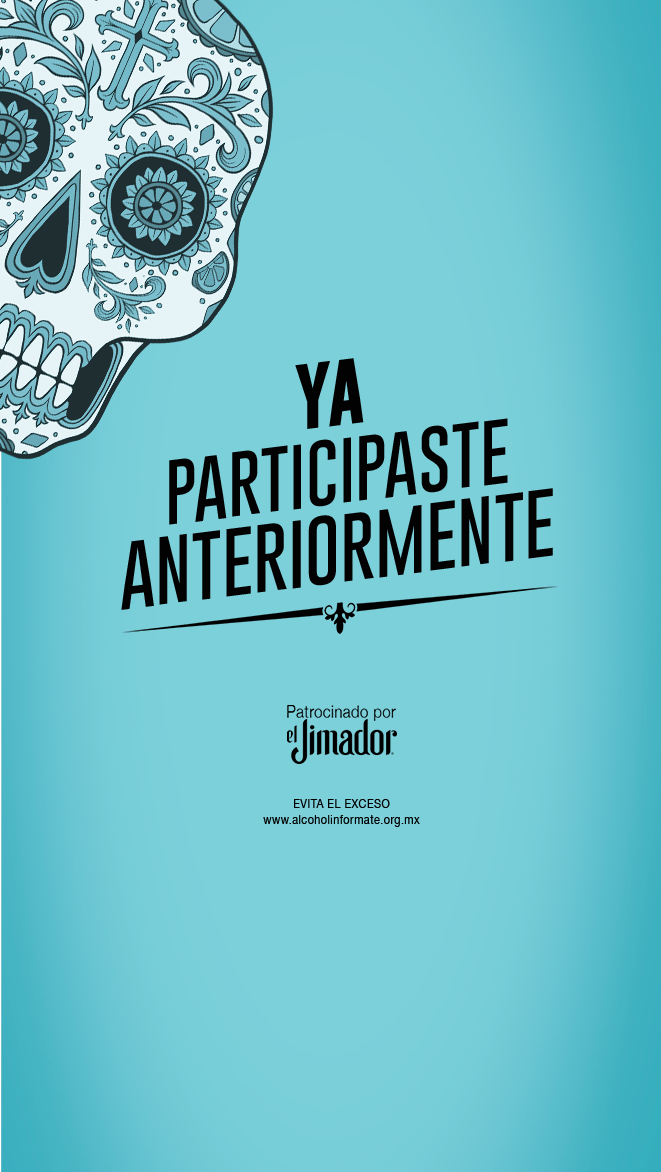 YA
PARTICIPASTE
ANTERIORMENTE
Patrocinado por
el Jimador
EVITA EL EXCESO
www.alcoholinformate.org.mx